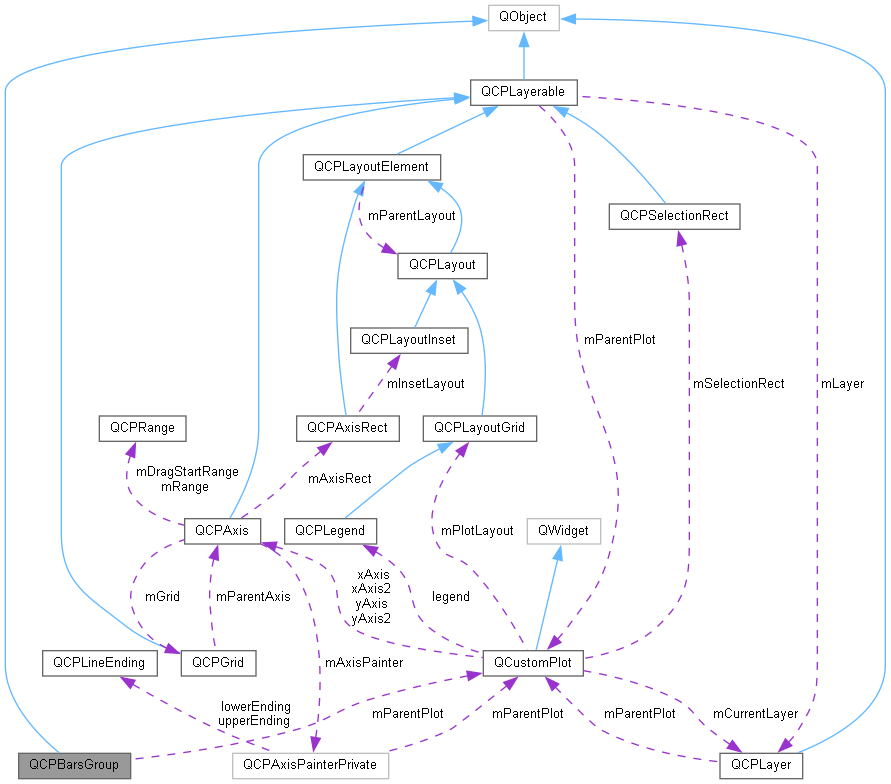 QObject
QCPLayerable
QCPLayoutElement
mParentLayout
QCPSelectionRect
QCPLayout
QCPLayoutInset
mParentPlot
mInsetLayout
mSelectionRect
mLayer
QCPRange
QCPAxisRect
QCPLayoutGrid
mDragStartRange
mRange
mAxisRect
QCPAxis
QCPLegend
mPlotLayout
QWidget
xAxis
xAxis2
yAxis
yAxis2
mGrid
mParentAxis
legend
QCPLineEnding
QCPGrid
mAxisPainter
QCustomPlot
lowerEnding
upperEnding
mParentPlot
mParentPlot
mParentPlot
mCurrentLayer
QCPBarsGroup
QCPAxisPainterPrivate
QCPLayer